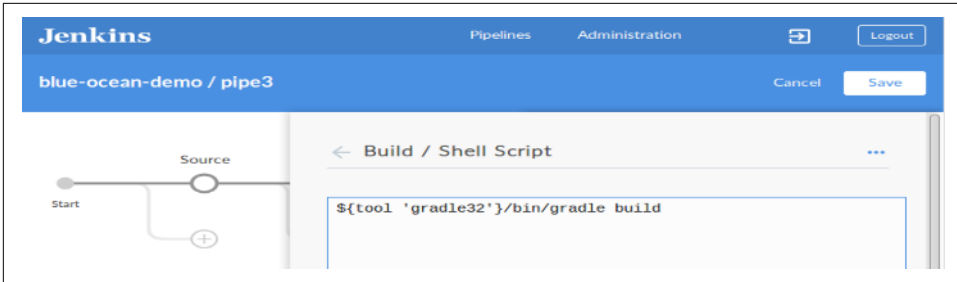 Jenkins Pipelines Administration Logout
blue-ocean-demo / pipe3 Cancel Save
Source
Start
← Build / Shell Script ...
${tool 'gradle32'}/bin/gradle build